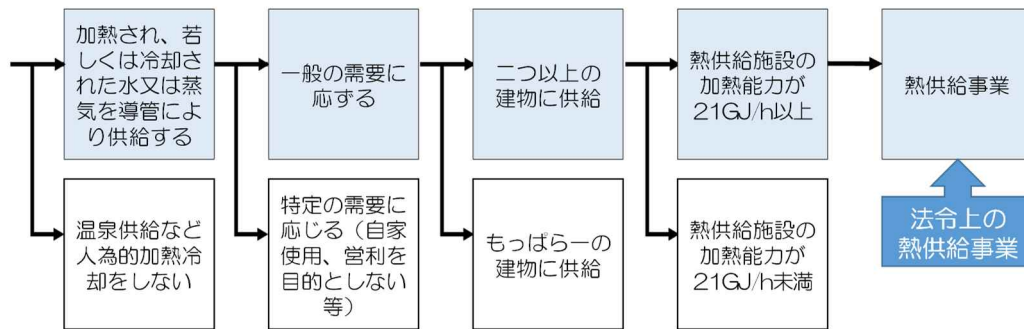 加熱され、若
しくは冷却され
た水又は蒸
気を導管によ
り供給する
一般の需要に
応ずる
二つ以上の
建物に供給
熱供給施設の
加熱能力が
21GJ/h以上
熱供給事業
温泉供給など
人為的加熱冷
却をしない
特定の需要に
応じる（自家
使用、営利を
目的としない
等）
もっぱら一の
建物に供給
熱供給施設の
加熱能力が
21GJ/h未満
法令上の
熱供給事業